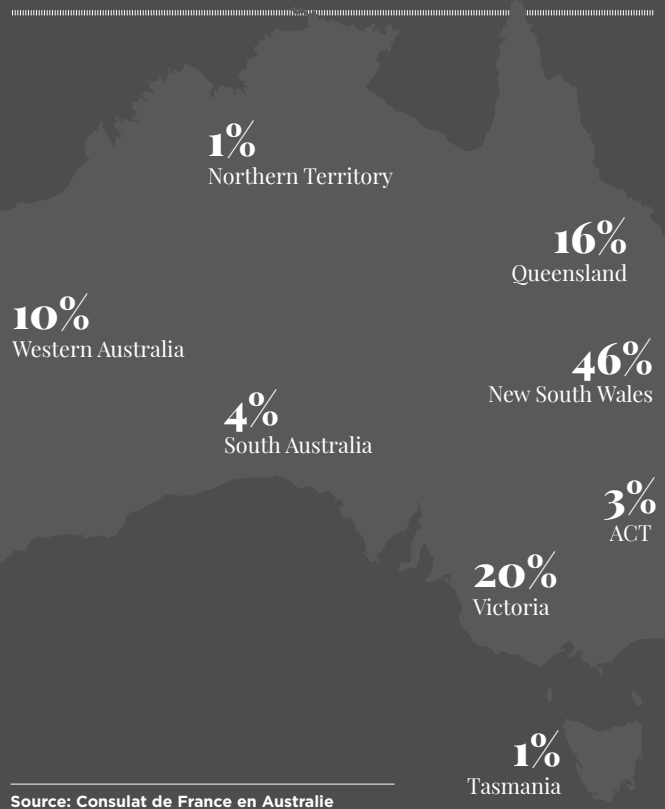 1%
Northern Territory
16%
Queensland
10%
Western Australia
46%
New South Wales
4%
South Australia
3%
ACT
20%
Victoria
1%
Tasmania
Source: Consulat de France en Australie